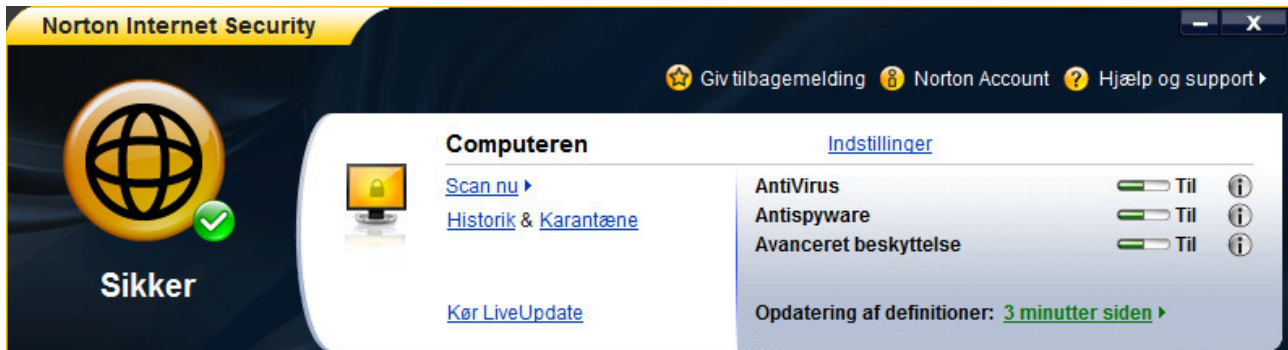 Norton Internet Security
Giv tilbagemelding Norton Account Hjælp og support
Sikker
Computeren Indstillinger
Scan nu
Historik & Karantæne
Kør LiveUpdate
AntiVirus Til
Antispyware Til
Avanceret beskyttelse Til
Opdatering af definitioner: 3 minutter siden